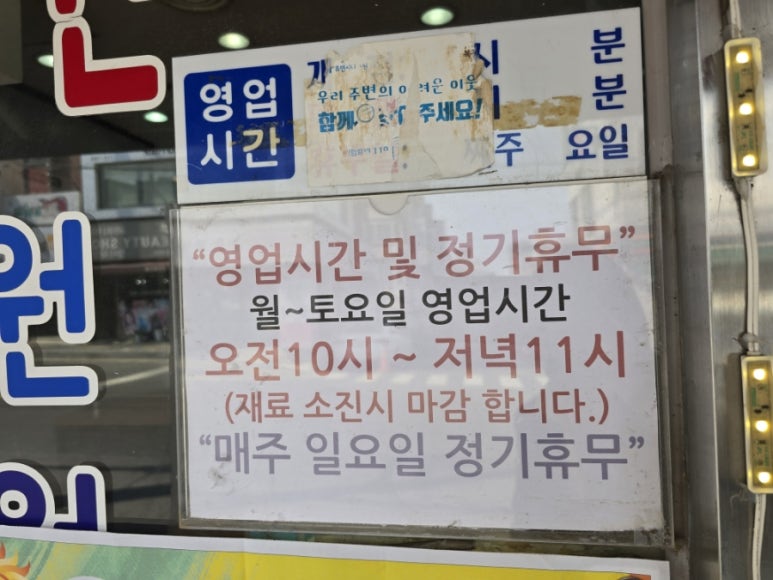 영업
시간
시 분
분
주 요일
우리 주변의
함께 주세요!
"영업시간 및 정기휴무"
월~토요일 영업시간
오전10시 ~ 저녁11시
(재료 소진시 마감 합니다.)
"매주 일요일 정기휴무"
원